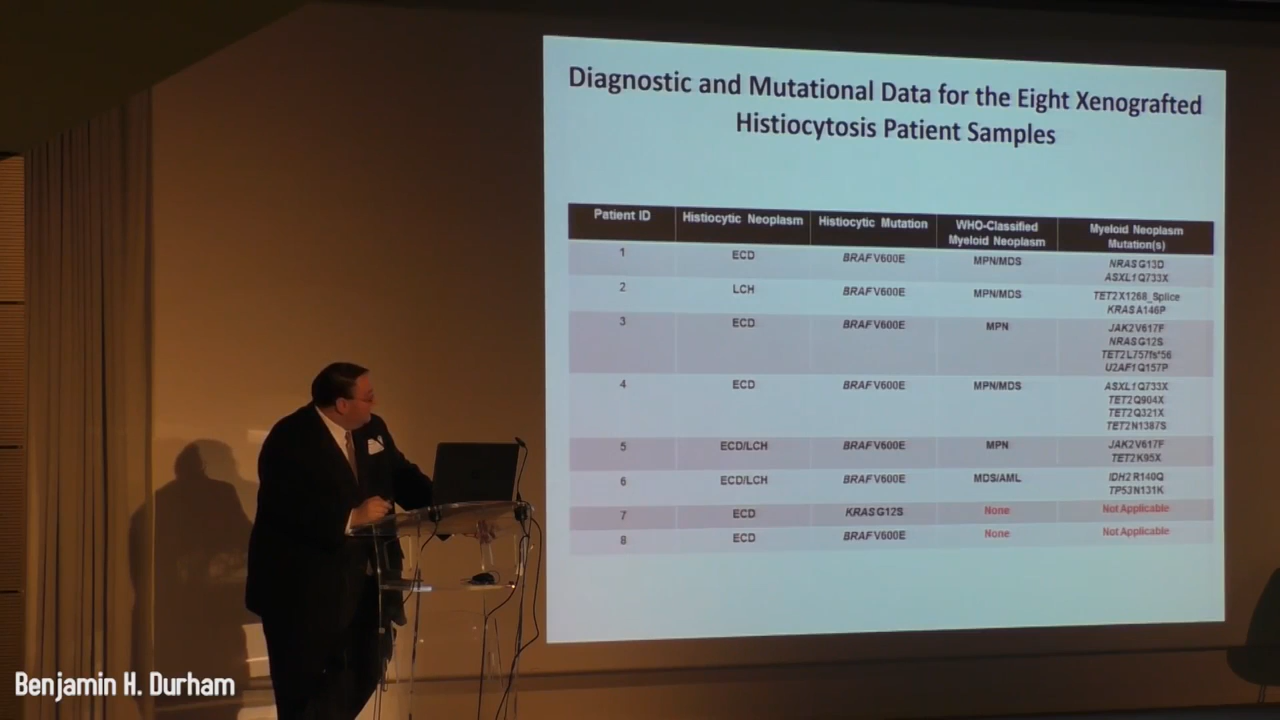 Diagnostic and Mutational Data for the Eight Xenografted
Histiocytosis Patient Samples
Patient ID Histiocytic Neoplasm Histiocytic Mutation WHO-Classified Myeloid Neoplasm Myeloid Neoplasm Mutation(s)
1 ECD BRAF V600E MPN/MDS NRAS G13D
ASXL1 Q733X
2 LCH BRAF V600E MPN/MDS TET2 X1268_Splice
KRAS A146P
3 ECD BRAF V600E MPN JAK2 V617F
NRAS G12S
TET2 L757fs*56
U2AF1 Q157P
4 ECD BRAF V600E MPN/MDS ASXL1 Q733X
TET2 Q904X
TET2 Q321X
TET2 N1387S
5 ECD/LCH BRAF V600E MPN JAK2 V617F
TET2 K95X
6 ECD/LCH BRAF V600E MDS/AML IDH2 R140Q
TP53 N131K
7 ECD KRAS G12S None Not Applicable
8 ECD BRAF V600E None Not Applicable
Benjamin H. Durham